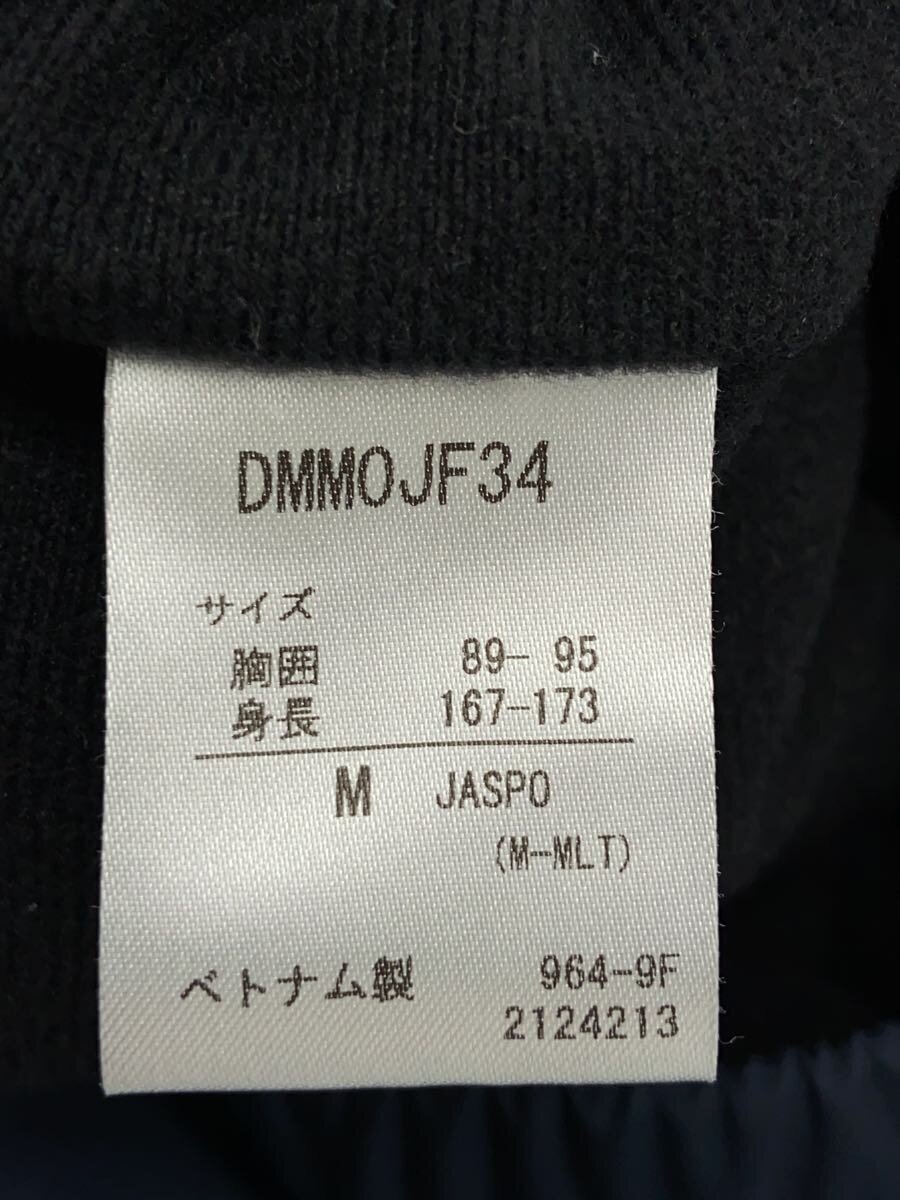 DMMOJF34
サイズ
胸囲 89- 95
身長 167-173
M JASPO
(M-MLT)
ベトナム製 964-9F
2124213